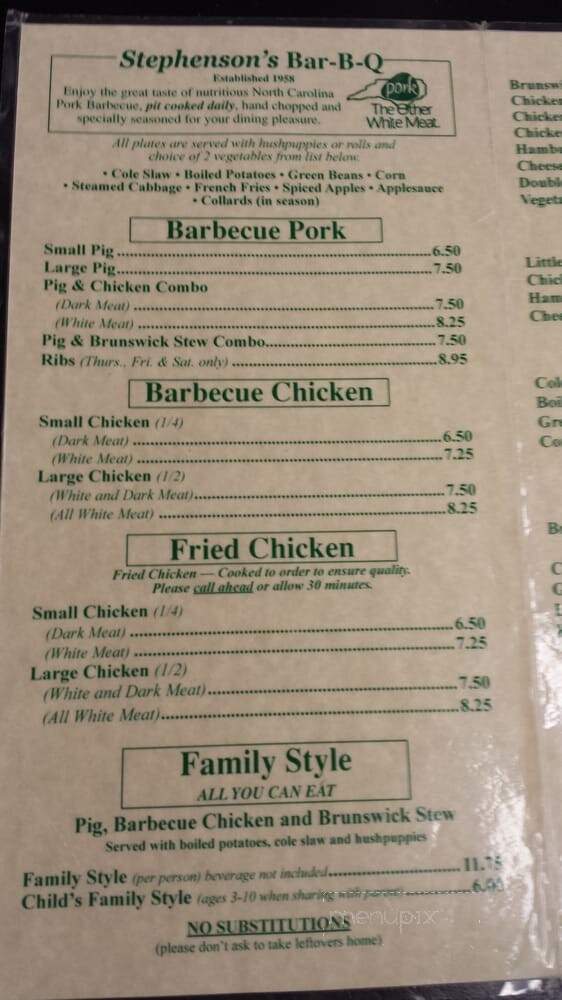 Stephenson's Bar-B-Q
Established 1958
Enjoy the great taste of nutritious North Carolina
Pork Barbecue, pit cooked daily, hand chopped and
specially seasoned for your dining pleasure.
pork
The Other
White Meat.
All plates are served with hushpuppies or rolls and
choice of 2 vegetables from list below.
• Cole Slaw • Boiled Potatoes • Green Beans • Corn
• Steamed Cabbage • French Fries • Spiced Apples • Applesauce
• Collards (in season)
Barbecue Pork
Small Pig 6.50
Large Pig 7.50
Pig & Chicken Combo
(Dark Meat) 7.50
(White Meat) 8.25
Pig & Brunswick Stew Combo 7.50
Ribs (Thurs., Fri. & Sat. only) 8.95
Barbecue Chicken
Small Chicken (1/4)
(Dark Meat) 6.50
(White Meat) 7.25
Large Chicken (1/2)
(White and Dark Meat) 7.50
(All White Meat) 8.25
Fried Chicken
Fried Chicken — Cooked to order to ensure quality.
Please call ahead or allow 30 minutes.
Small Chicken (1/4)
(Dark Meat) 6.50
(White Meat) 7.25
Large Chicken (1/2)
(White and Dark Meat) 7.50
(All White Meat) 8.25
Family Style
ALL YOU CAN EAT
Pig, Barbecue Chicken and Brunswick Stew
Served with boiled potatoes, cole slaw and hushpuppies
Family Style (per person) beverage not included 11.75
Child's Family Style (ages 3-10 when sharing with parent)
NO SUBSTITUTIONS
(please don't ask to take leftovers home)
menupix